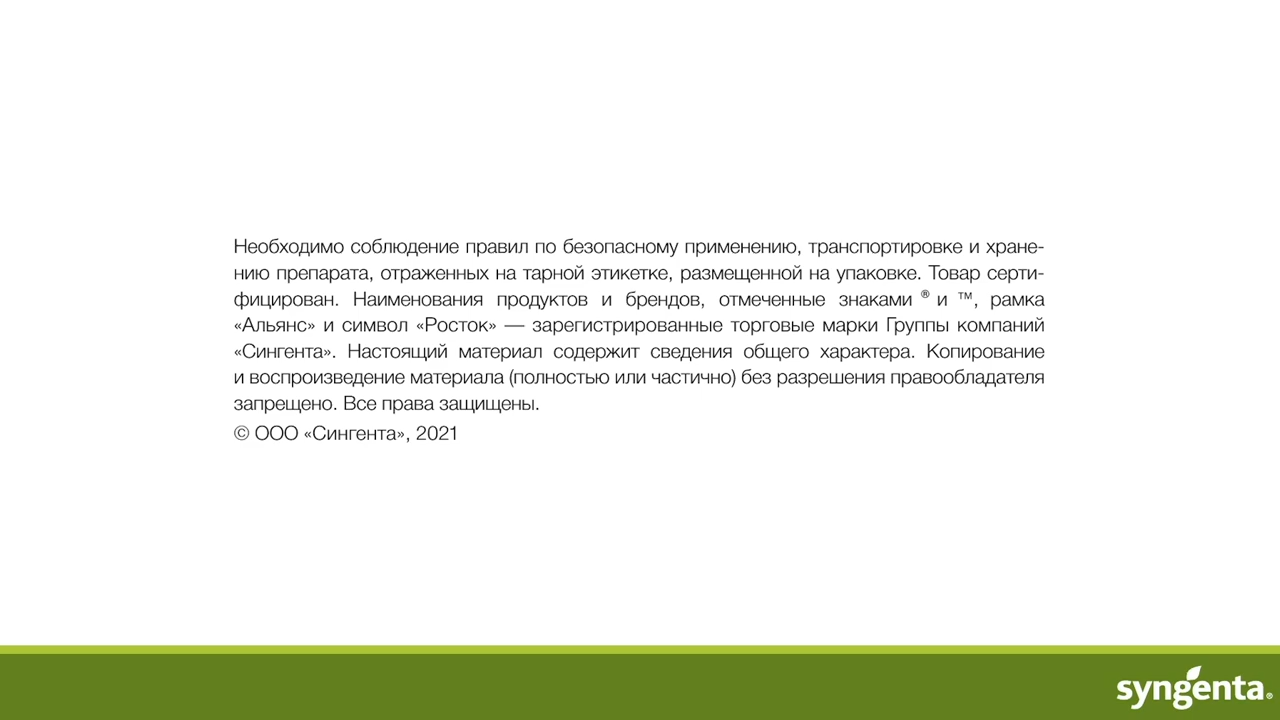 Необходимо соблюдение правил по безопасному применению, транспортировке и хране-
нию препарата, отраженных на тарной этикетке, размещенной на упаковке. Товар серти-
фицирован. Наименования продуктов и брендов, отмеченные знаками ® и ™, рамка
«Альянс» и символ «Росток» — зарегистрированные торговые марки Группы компаний
«Сингента». Настоящий материал содержит сведения общего характера. Копирование
и воспроизведение материала (полностью или частично) без разрешения правообладателя
запрещено. Все права защищены.
© ООО «Сингента», 2021
syngenta®